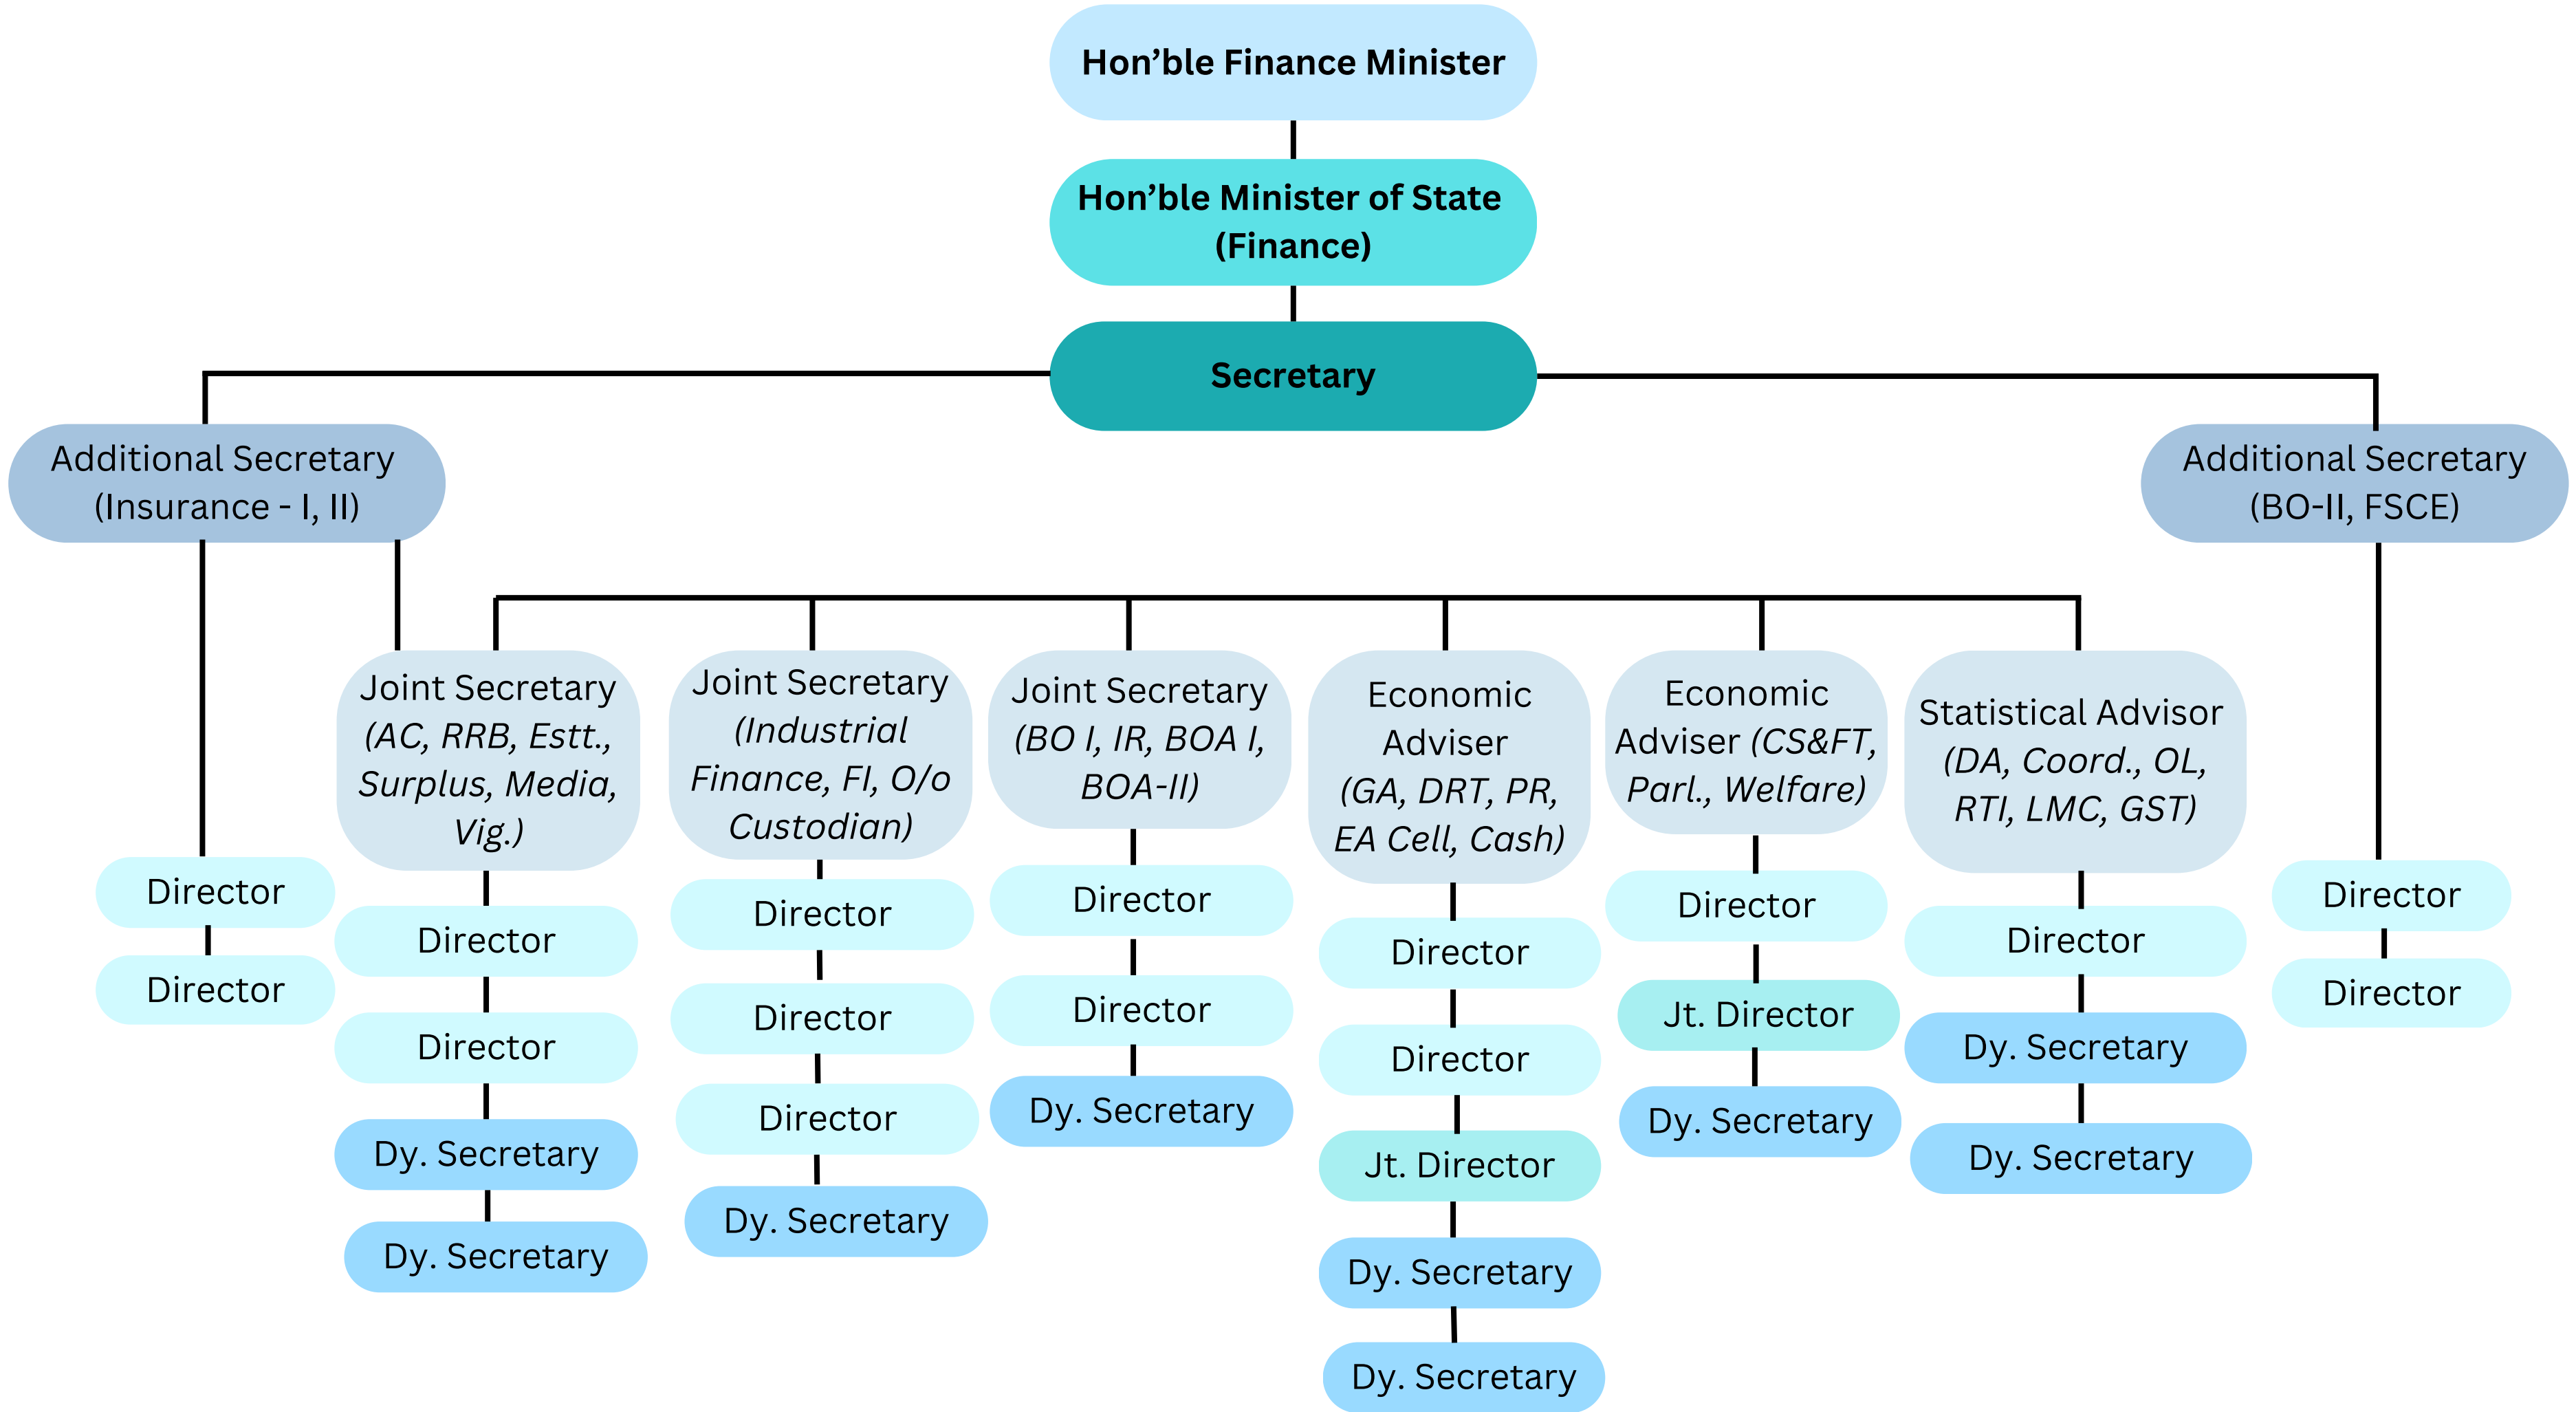 Hon’ble Finance Minister
Hon’ble Minister of State
(Finance)
Secretary
Additional Secretary
(Insurance - I, II)
Additional Secretary
(BO-II, FSCE)
Director
Director
Joint Secretary
(AC, RRB, Estt.,
Surplus, Media,
Vig.)
Director
Director
Dy. Secretary
Dy. Secretary
Joint Secretary
(Industrial
Finance, FI, O/o
Custodian)
Director
Director
Director
Dy. Secretary
Joint Secretary
(BO I, IR, BOA I,
BOA-II)
Director
Director
Dy. Secretary
Economic
Adviser
(GA, DRT, PR,
EA Cell, Cash)
Director
Director
Jt. Director
Dy. Secretary
Dy. Secretary
Economic
Adviser (CS&FT,
Parl., Welfare)
Director
Jt. Director
Dy. Secretary
Statistical Advisor
(DA, Coord., OL,
RTI, LMC, GST)
Director
Dy. Secretary
Dy. Secretary
Director
Director